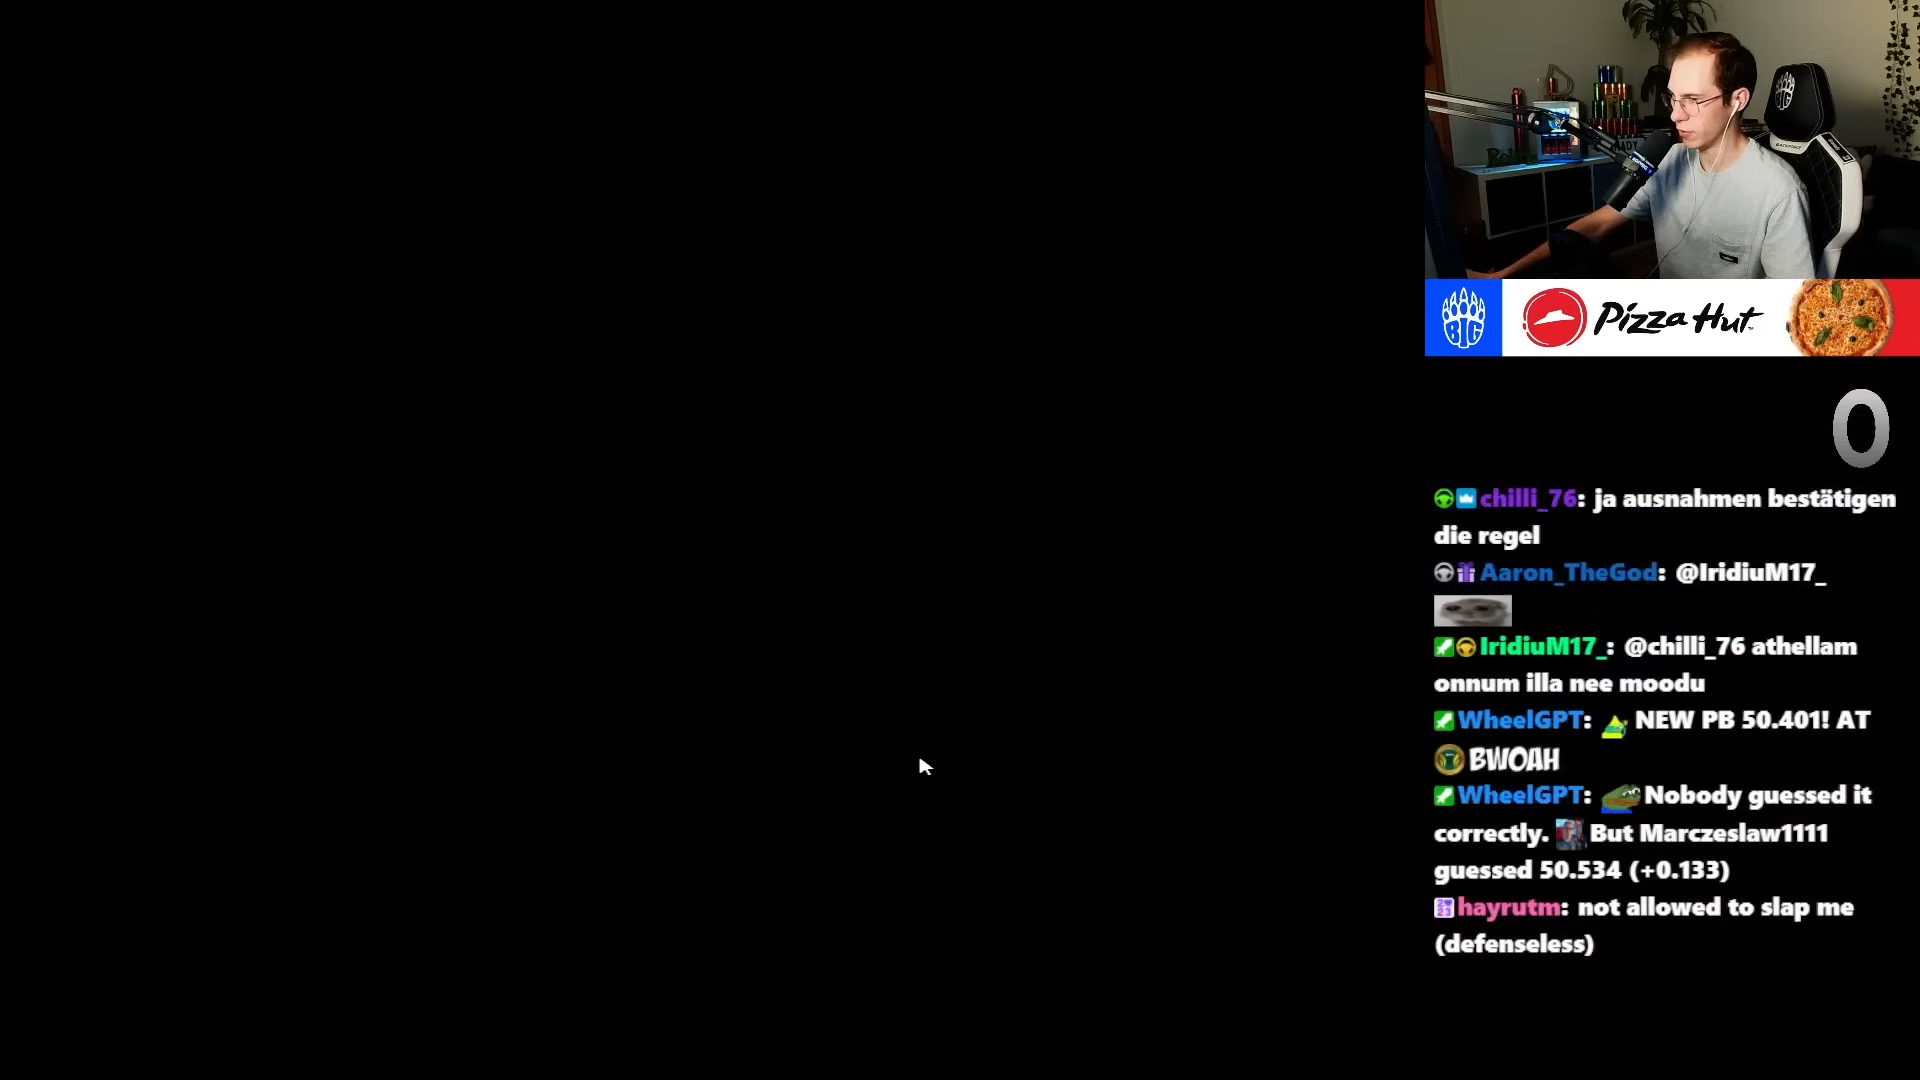 BIG
Pizza Hut
0
chilli_76: ja ausnahmen bestätigen
die regel
Aaron_TheGod: @IridiuM17_
IridiuM17_: @chilli_76 athellam
onnum illa nee moodu
WheelGPT: NEW PB 50.401! AT
BWOAH
WheelGPT: Nobody guessed it
correctly. But Marczeslaw1111
guessed 50.534 (+0.133)
hayrutm: not allowed to slap me
(defenseless)